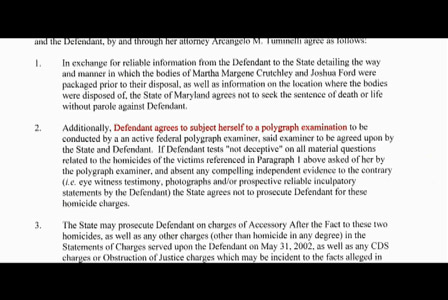 and the Defendant, by and through her attorney Arcangelo M. Tuminelli agree as follows:
1. In exchange for reliable information from the Defendant to the State detailing the way
and manner in which the bodies of Martha Margene Crutchley and Joshua Ford were
packaged prior to their disposal, as well as information on the location where the bodies
were disposed of, the State of Maryland agrees not to seek the sentence of death or life
without parole against Defendant.
2. Additionally, Defendant agrees to subject herself to a polygraph examination to be
conducted by a an active federal polygraph examiner, said examiner to be agreed upon by
the State and Defendant. If Defendant tests "not deceptive" on all material questions
related to the homicides of the victims referenced in Paragraph 1 above asked of her by
the polygraph examiner, and absent any compelling independent evidence to the contrary
(i.e. eye witness testimony, photographs and/or prospective reliable inculpatory
statements by the Defendant) the State agrees not to prosecute Defendant for these
homicide charges.
3. The State may prosecute Defendant on charges of Accessory After the Fact to these two
homicides, as well as any other charges (other than homicide in any degree) in the
Statements of Charges served upon the Defendant on May 31, 2002, as well as any CDS
charges or Obstruction of Justice charges which may be incident to the facts alleged in